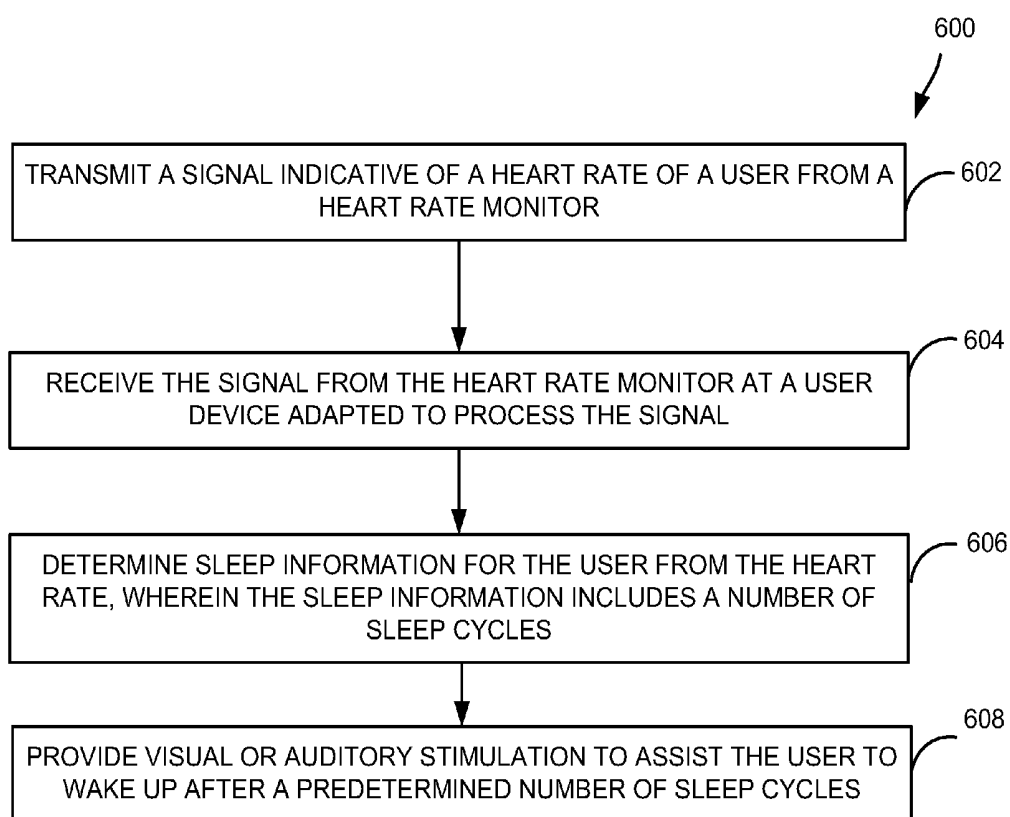 600
TRANSMIT A SIGNAL INDICATIVE OF A HEART RATE OF A USER FROM A
HEART RATE MONITOR
602
604
RECEIVE THE SIGNAL FROM THE HEART RATE MONITOR AT A USER
DEVICE ADAPTED TO PROCESS THE SIGNAL
606
DETERMINE SLEEP INFORMATION FOR THE USER FROM THE HEART
RATE, WHEREIN THE SLEEP INFORMATION INCLUDES A NUMBER OF
SLEEP CYCLES
608
PROVIDE VISUAL OR AUDITORY STIMULATION TO ASSIST THE USER TO
WAKE UP AFTER A PREDETERMINED NUMBER OF SLEEP CYCLES